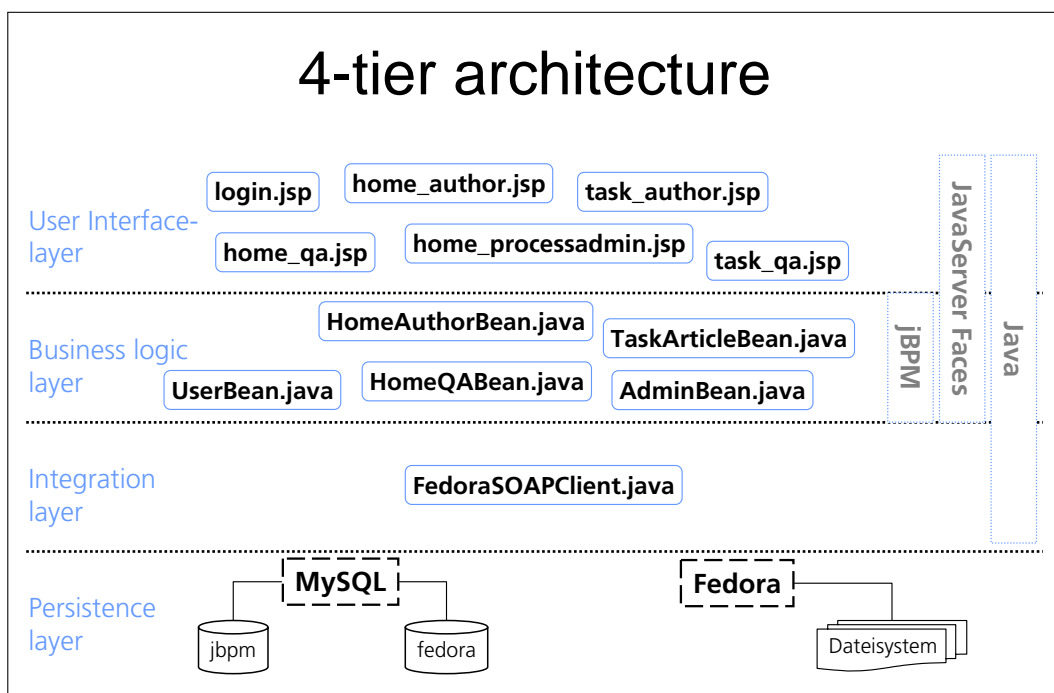 4-tier architecture
User Interface-
layer
login.jsp
home_author.jsp
task_author.jsp
home_qa.jsp
home_processadmin.jsp
task_qa.jsp
Business logic
layer
HomeAuthorBean.java
TaskArticleBean.java
UserBean.java
HomeQABean.java
AdminBean.java
jBPM
JavaServer Faces
Java
Integration
layer
FedoraSOAPClient.java
Persistence
layer
MySQL
jbpm
fedora
Fedora
Dateisystem